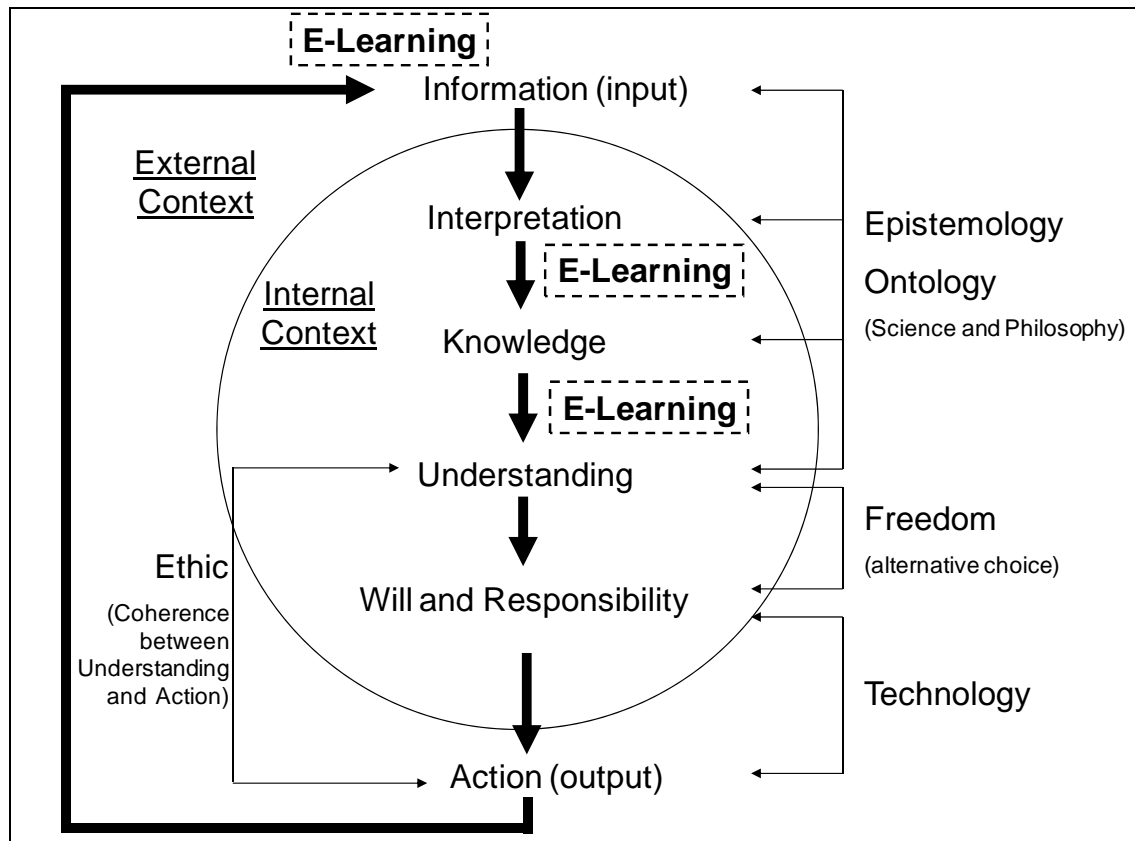 E-Learning
Information (input)
External
Context
Interpretation
Epistemology
E-Learning
Ontology
(Science and Philosophy)
Internal
Context
Knowledge
E-Learning
Understanding
Freedom
(alternative choice)
Ethic
(Coherence
between
Understanding
and Action)
Will and Responsibility
Technology
Action (output)